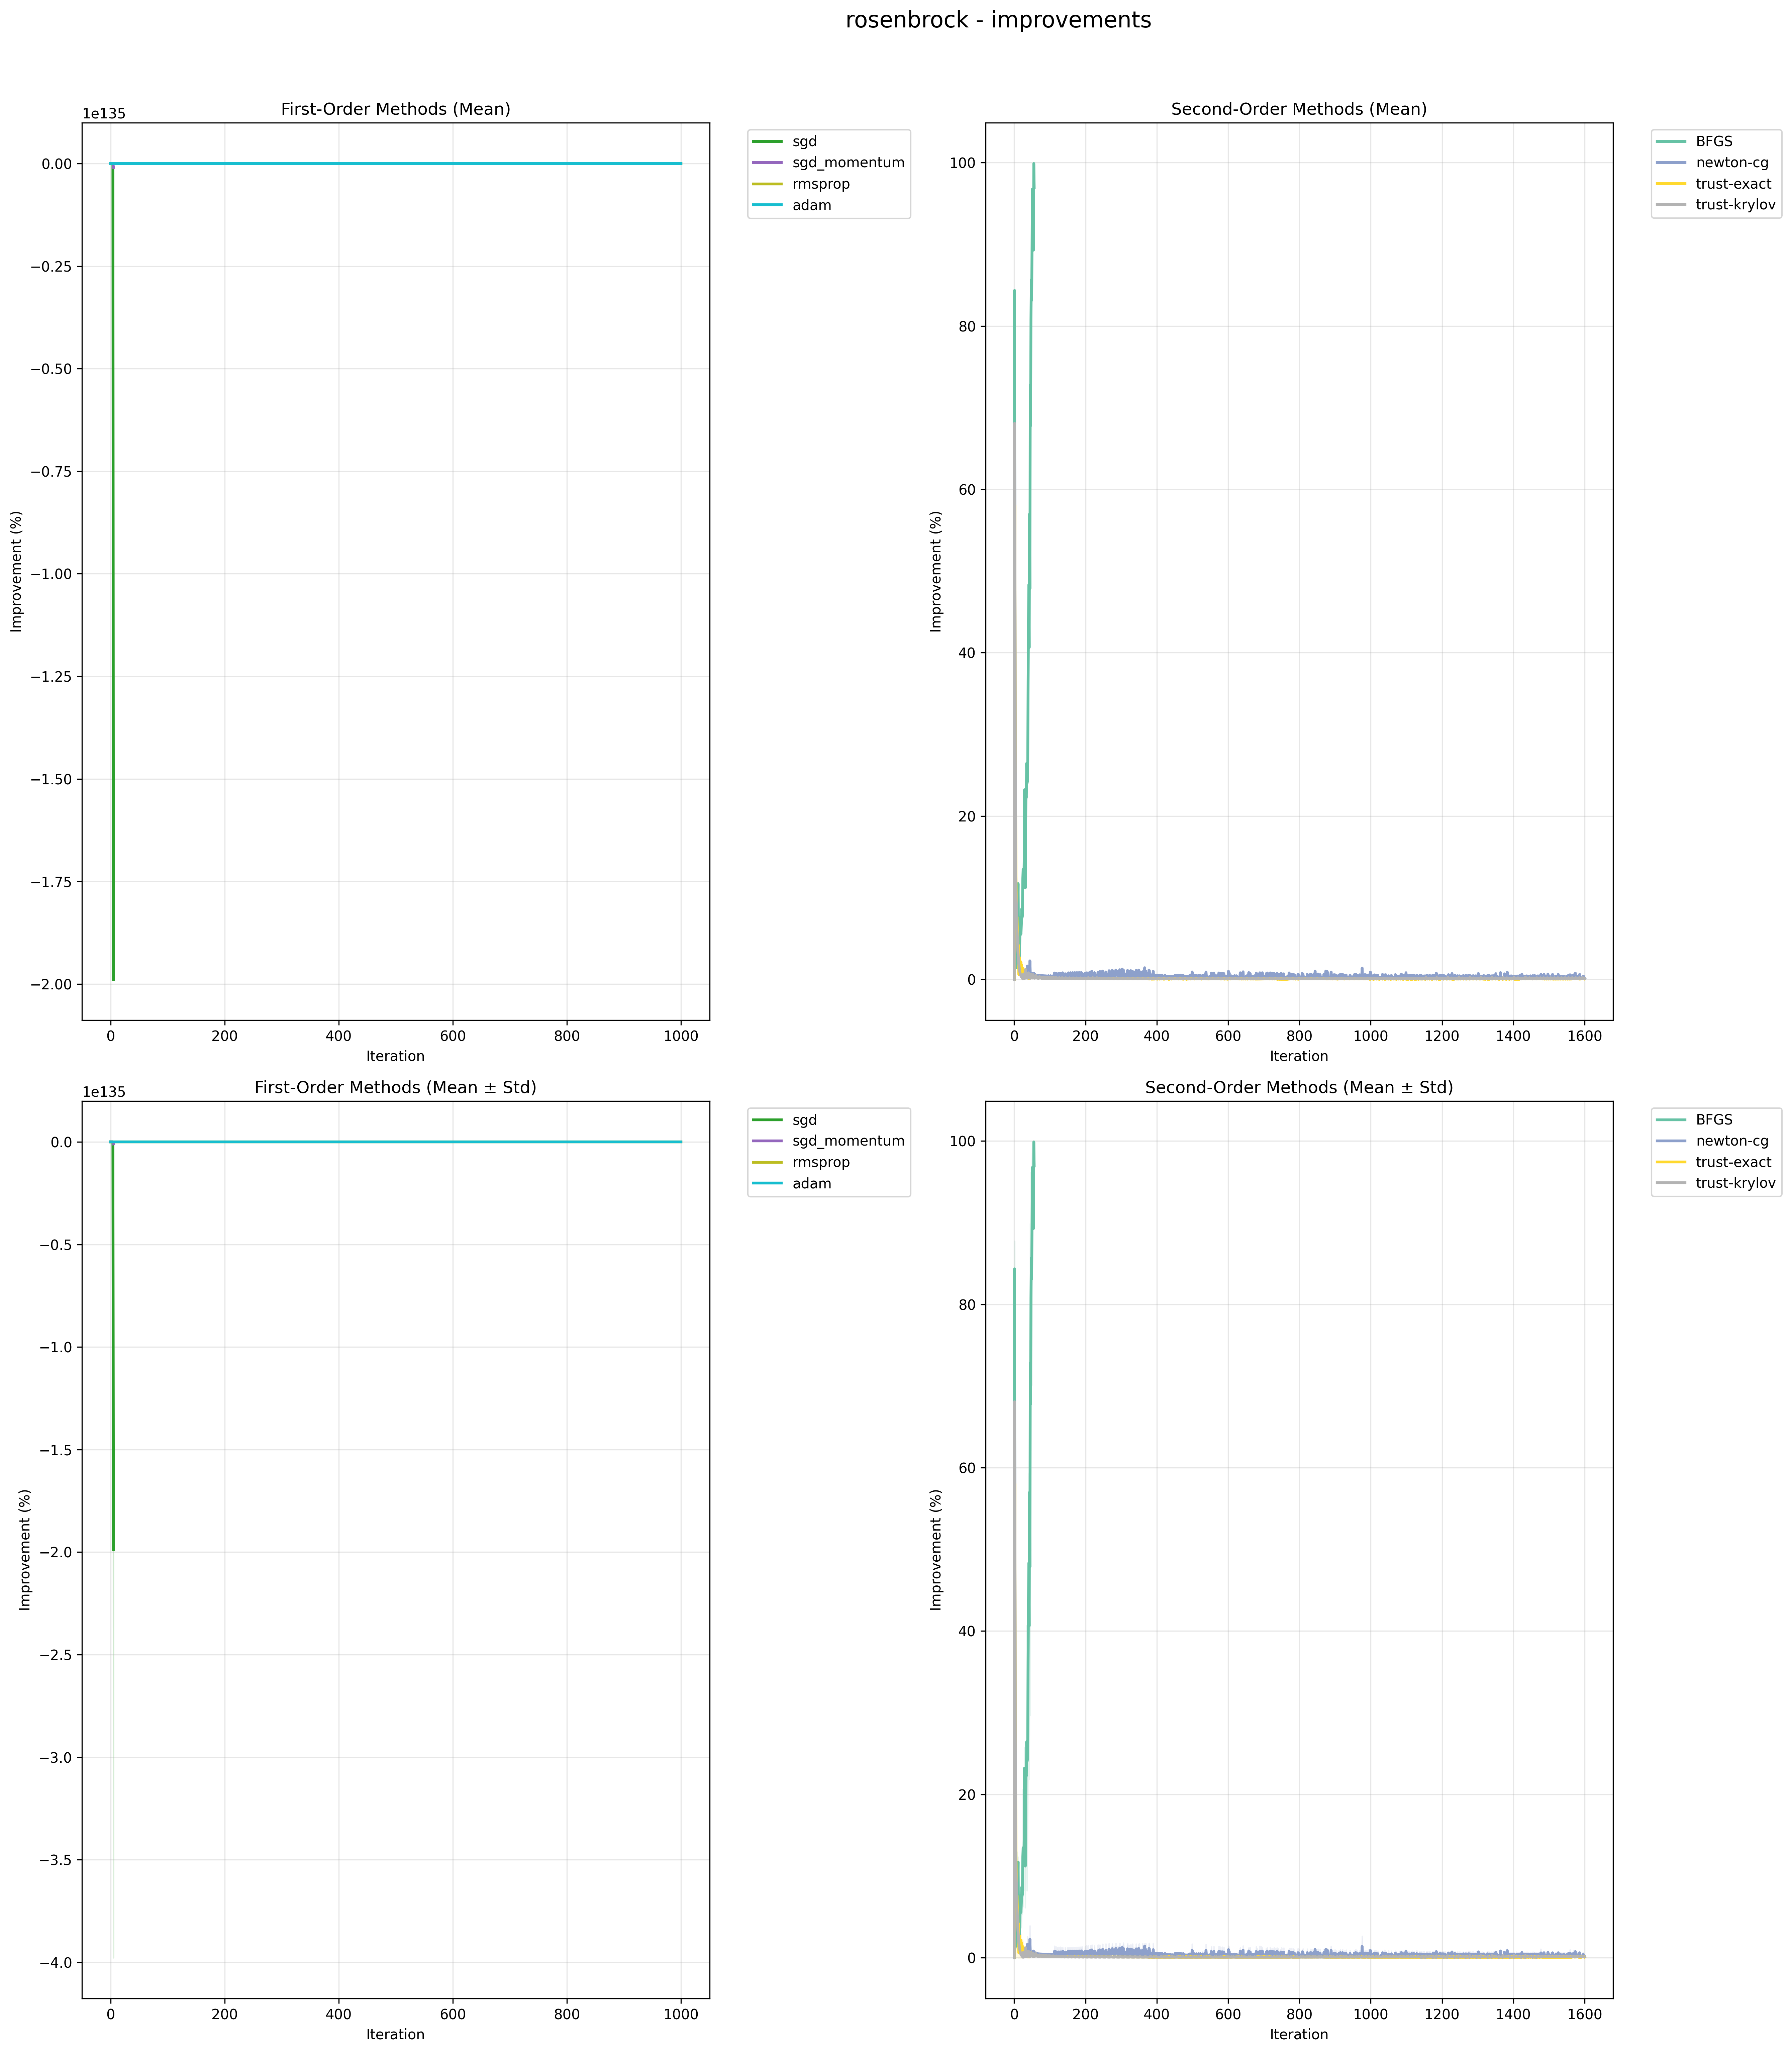 rosenbrock - improvements
First-Order Methods (Mean)
1e135
0.00
−0.25
−0.50
−0.75
−1.00
−1.25
−1.50
−1.75
−2.00
Improvement (%)
0 200 400 600 800 1000
Iteration
sgd
sgd_momentum
rmsprop
adam
Second-Order Methods (Mean)
100
80
60
40
20
0
Improvement (%)
0 200 400 600 800 1000 1200 1400 1600
Iteration
BFGS
newton-cg
trust-exact
trust-krylov
First-Order Methods (Mean ± Std)
1e135
0.0
−0.5
−1.0
−1.5
−2.0
−2.5
−3.0
−3.5
−4.0
Improvement (%)
0 200 400 600 800 1000
Iteration
sgd
sgd_momentum
rmsprop
adam
Second-Order Methods (Mean ± Std)
100
80
60
40
20
0
Improvement (%)
0 200 400 600 800 1000 1200 1400 1600
Iteration
BFGS
newton-cg
trust-exact
trust-krylov